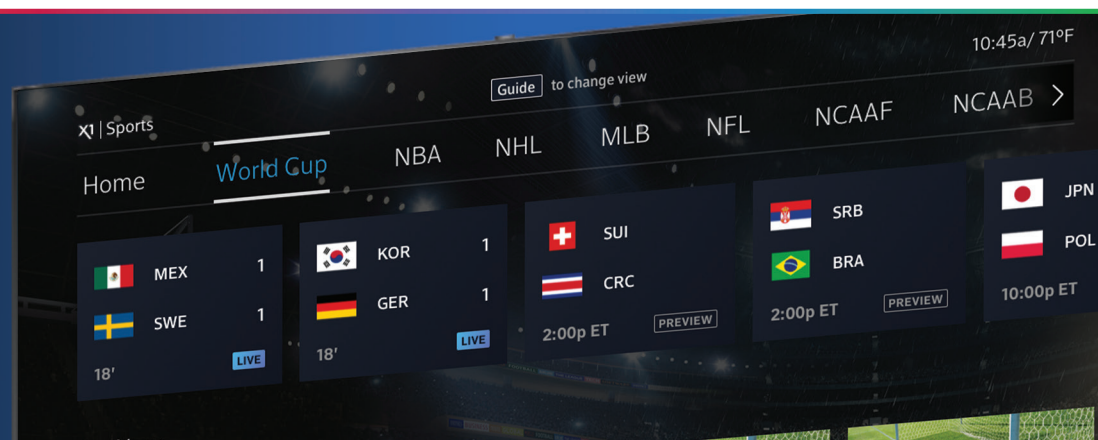 10:45a/ 71ºF
Guide to change view
X1 | Sports
Home World Cup NBA NHL MLB NFL NCAAF NCAAB
MEX 1
SWE 1
18' LIVE
KOR 1
GER 1
18' LIVE
SUI
CRC
2:00p ET PREVIEW
SRB
BRA
2:00p ET PREVIEW
JPN
POL
10:00p ET